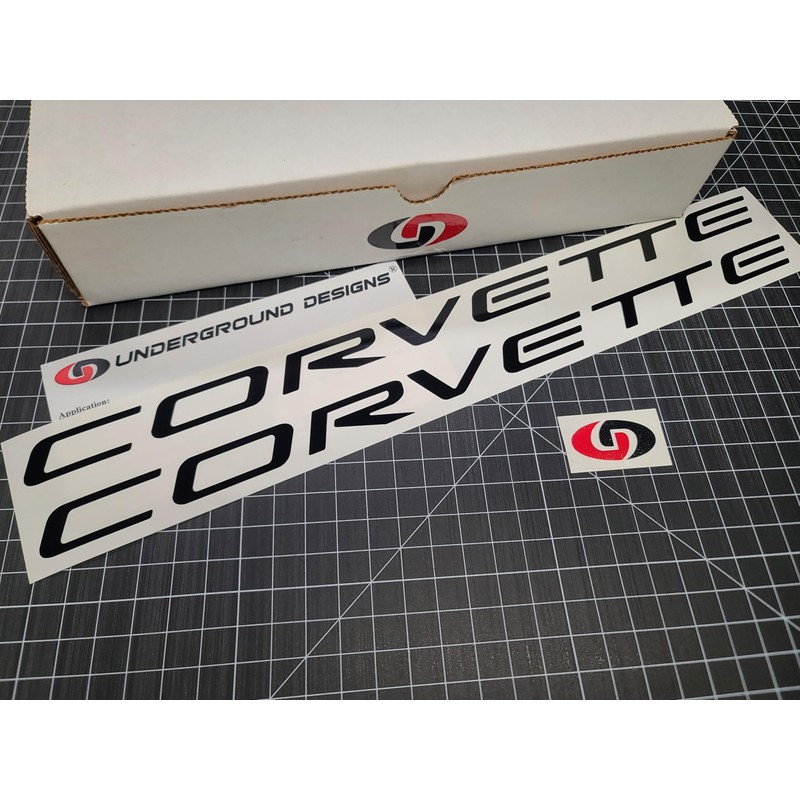 UNDERGROUND DESIGNS®
Application:
CORVETTE
CORVETTE